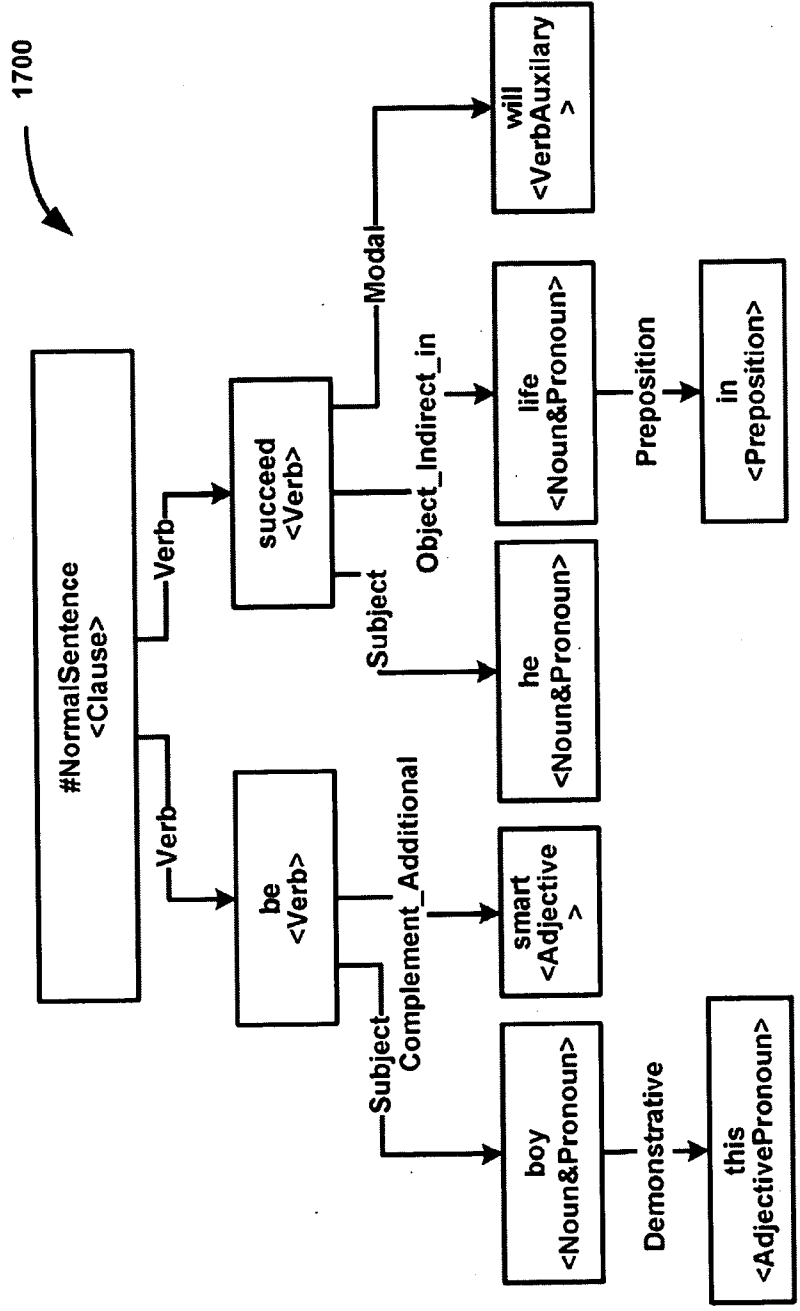 1700
#NormalSentence
<Clause>
Verb
Verb
be
<Verb>
succeed
<Verb>
Subject
Complement_Additional
Subject
Object_Indirect_in
Modal
boy
<Noun&Pronoun>
smart
<Adjective
>
he
<Noun&Pronoun>
life
<Noun&Pronoun>
will
<VerbAuxilary
>
Demonstrative
Preposition
this
<AdjectivePronoun>
in
<Preposition>